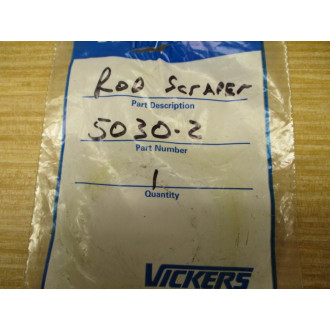 Rod Scraper
Part Description
5030-2
Part Number
1
Quantity
VICKERS